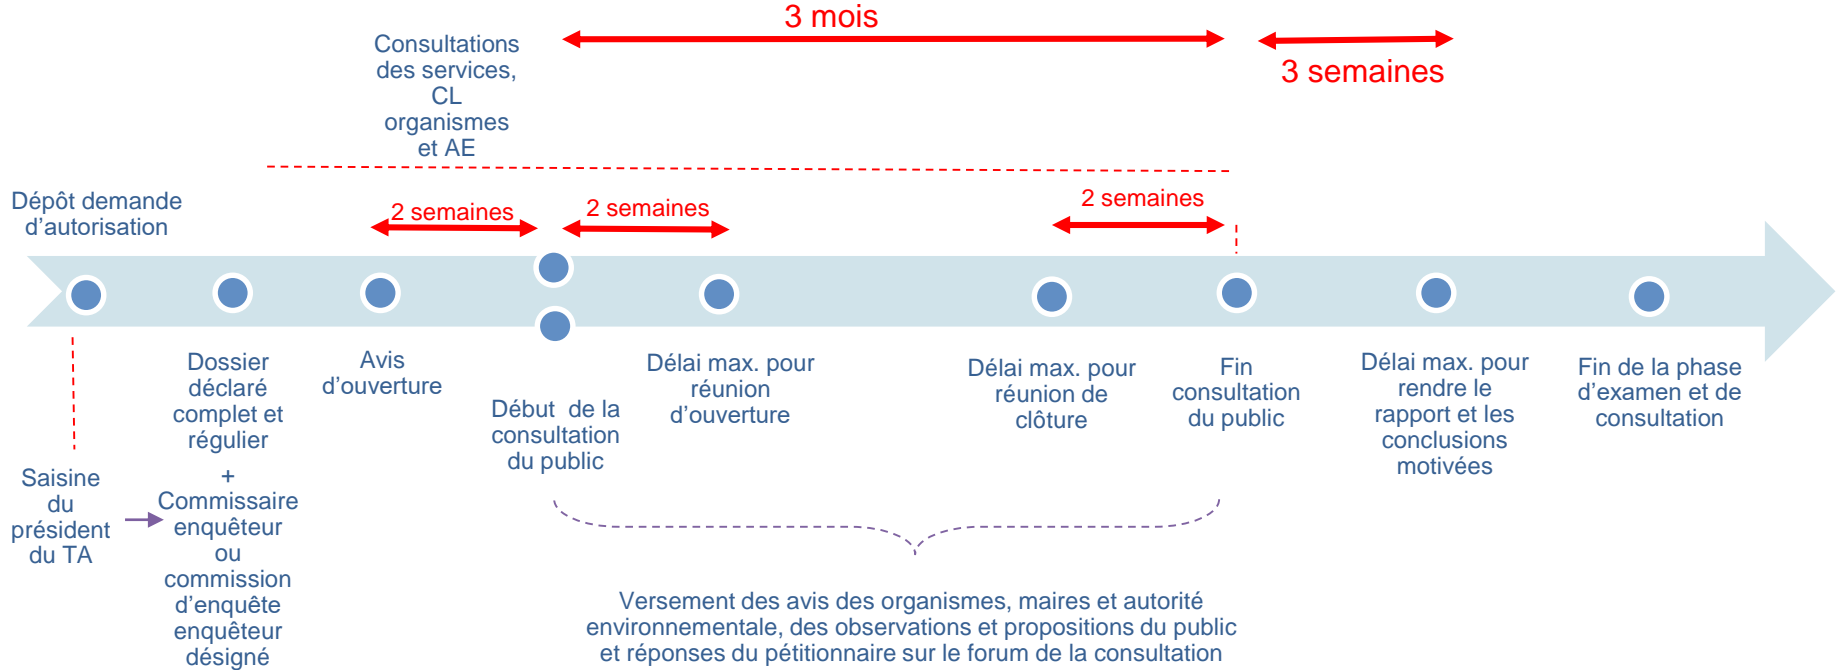 3 mois
3 semaines
Consultations
des services,
CL
organismes
et AE
Dépôt demande
d’autorisation
2 semaines
2 semaines
2 semaines
Dossier
déclaré
complet et
régulier
+
Commissaire
enquêteur
ou
commission
d’enquête
enquêteur
désigné
Saisine
du
président
du TA
Avis
d’ouverture
Début de la
consultation
du public
Délai max. pour
réunion
d’ouverture
Délai max. pour
réunion de
clôture
Fin
consultation
du public
Délai max. pour
rendre le
rapport et les
conclusions
motivées
Fin de la phase
d’examen et de
consultation
Versement des avis des organismes, maires et autorité
environnementale, des observations et propositions du public
et réponses du pétitionnaire sur le forum de la consultation